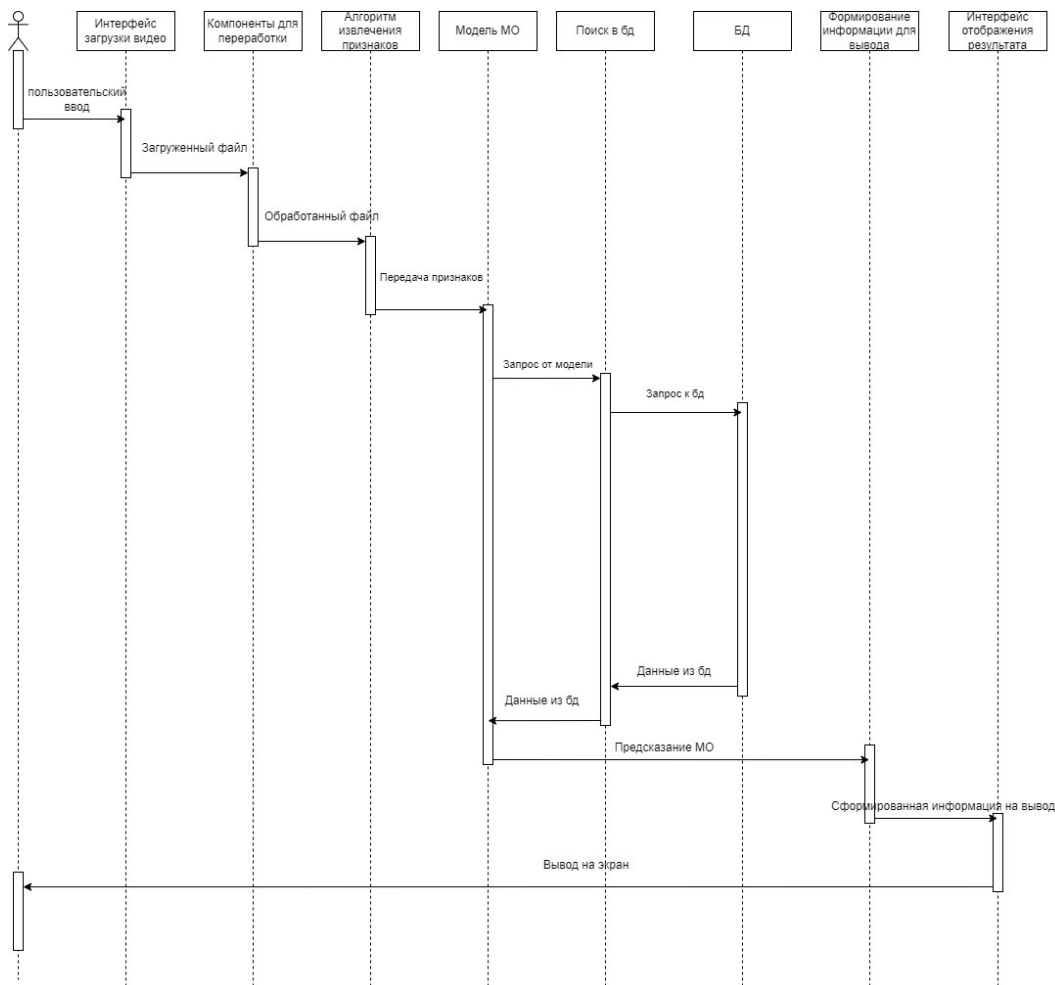 Интерфейс
загрузки видео
Компоненты для
переработки
Алгоритм
извлечения
признаков
Модель МО
Поиск в бд
БД
Формирование
информации для
вывода
Интерфейс
отображения
результата
пользовательский
ввод
Загруженный файл
Обработанный файл
Передача признаков
Запрос от модели
Запрос к бд
Данные из бд
Данные из бд
Предсказание МО
Сформированная информация на вывод
Вывод на экран